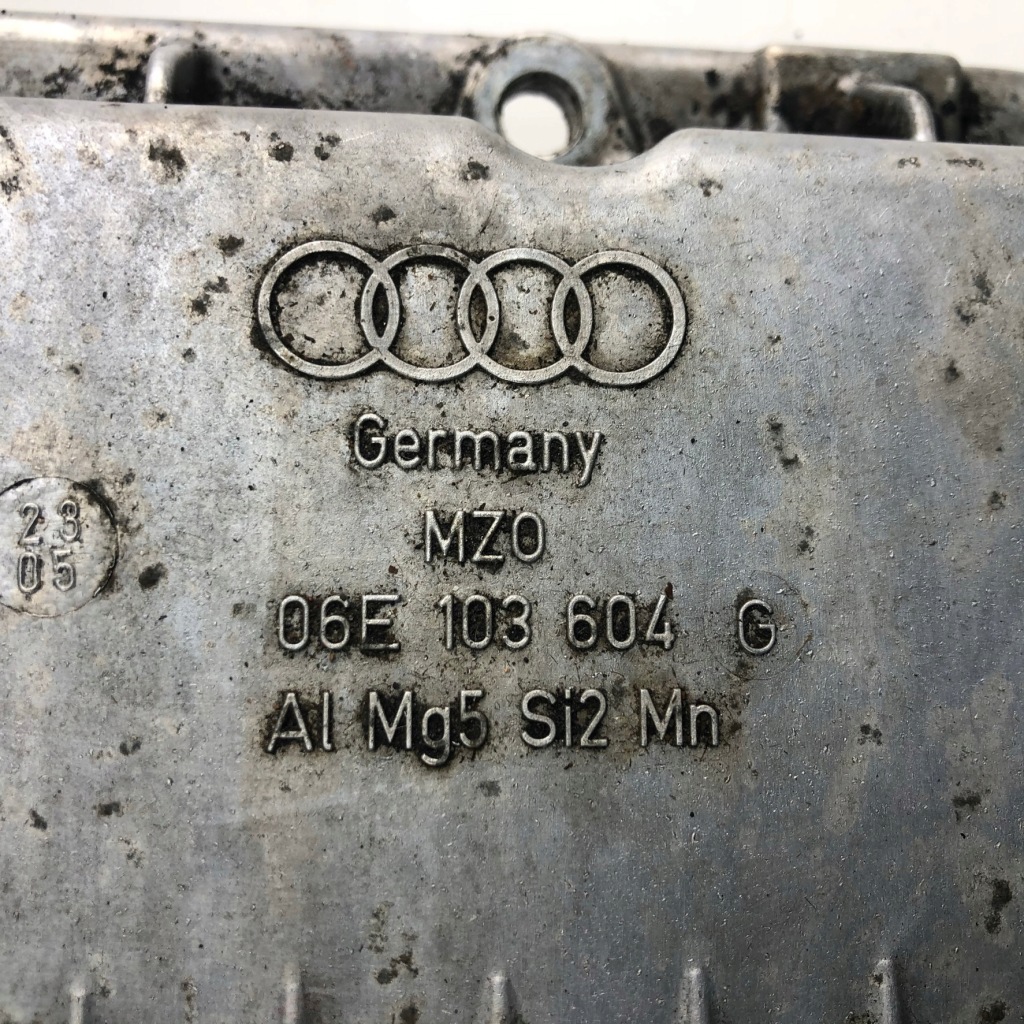 Germany
MZO
23
05
06E 103 604 G
Al Mg5 Si2 Mn